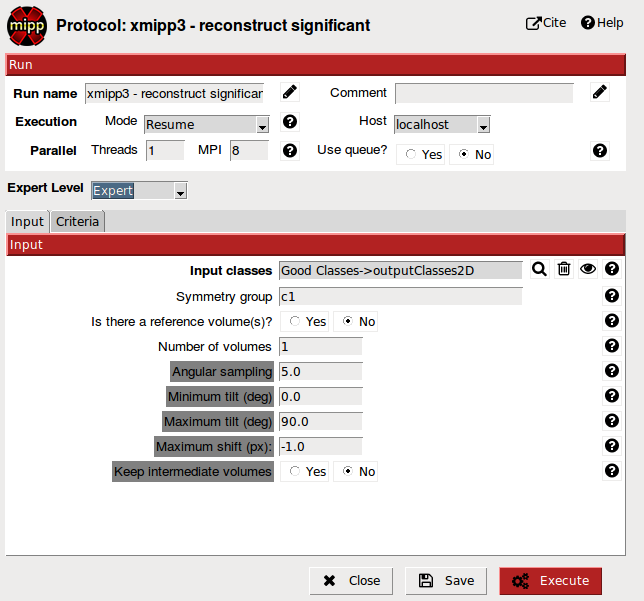 mipp Protocol: xmipp3 - reconstruct significant Cite Help
Run
Run name xmipp3 - reconstruct significar Comment
Execution Mode Resume Host localhost
Parallel Threads 1 MPI 8 Use queue? Yes No
Expert Level Expert
Input Criteria
Input
Input classes Good Classes->outputClasses2D
Symmetry group c1
Is there a reference volume(s)? Yes No
Number of volumes 1
Angular sampling 5.0
Minimum tilt (deg) 0.0
Maximum tilt (deg) 90.0
Maximum shift (px): -1.0
Keep intermediate volumes Yes No
Close Save Execute